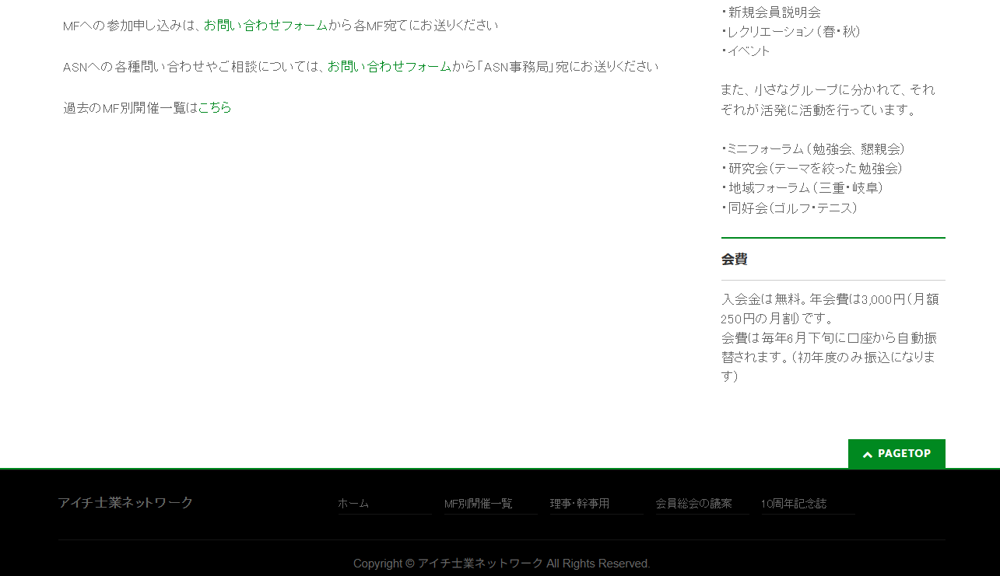 MFへの参加申し込みは、お問い合わせフォームから各MF宛てにお送りください
ASNへの各種問い合わせやご相談については、お問い合わせフォームから「ASN事務局」宛にお送りください
過去のMF別開催一覧はこちら
・新規会員説明会
・レクリエーション（春・秋）
・イベント
また、小さなグループに分かれて、それ
ぞれが活発に活動を行っています。
・ミニフォーラム（勉強会、懇親会）
・研究会（テーマを絞った勉強会）
・地域フォーラム（三重・岐阜）
・同好会（ゴルフ・テニス）
会費
入会金は無料。年会費は3,000円（月額
250円の月割）です。
会費は毎年6月下旬に口座から自動振
替されます。（初年度のみ振込になりま
す）
PAGETOP
アイチ士業ネットワーク
ホーム
MF別開催一覧
理事・幹事用
会員総会の議案
10周年記念誌
Copyright © アイチ士業ネットワーク All Rights Reserved.